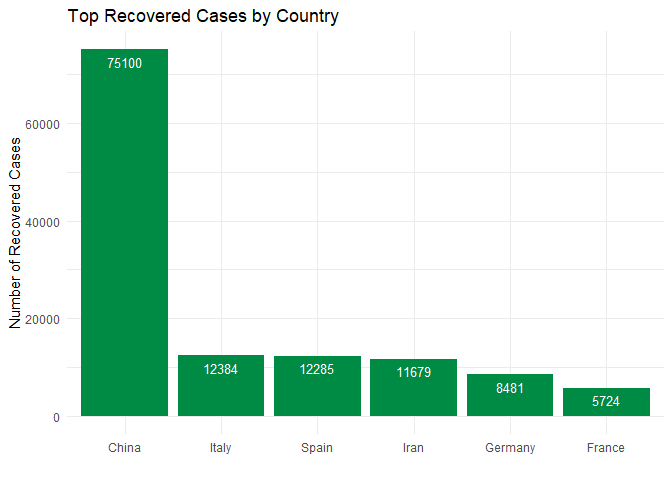 Top Recovered Cases by Country
Number of Recovered Cases
60000
40000
20000
0
75100
12384
12285
11679
8481
5724
China
Italy
Spain
Iran
Germany
France